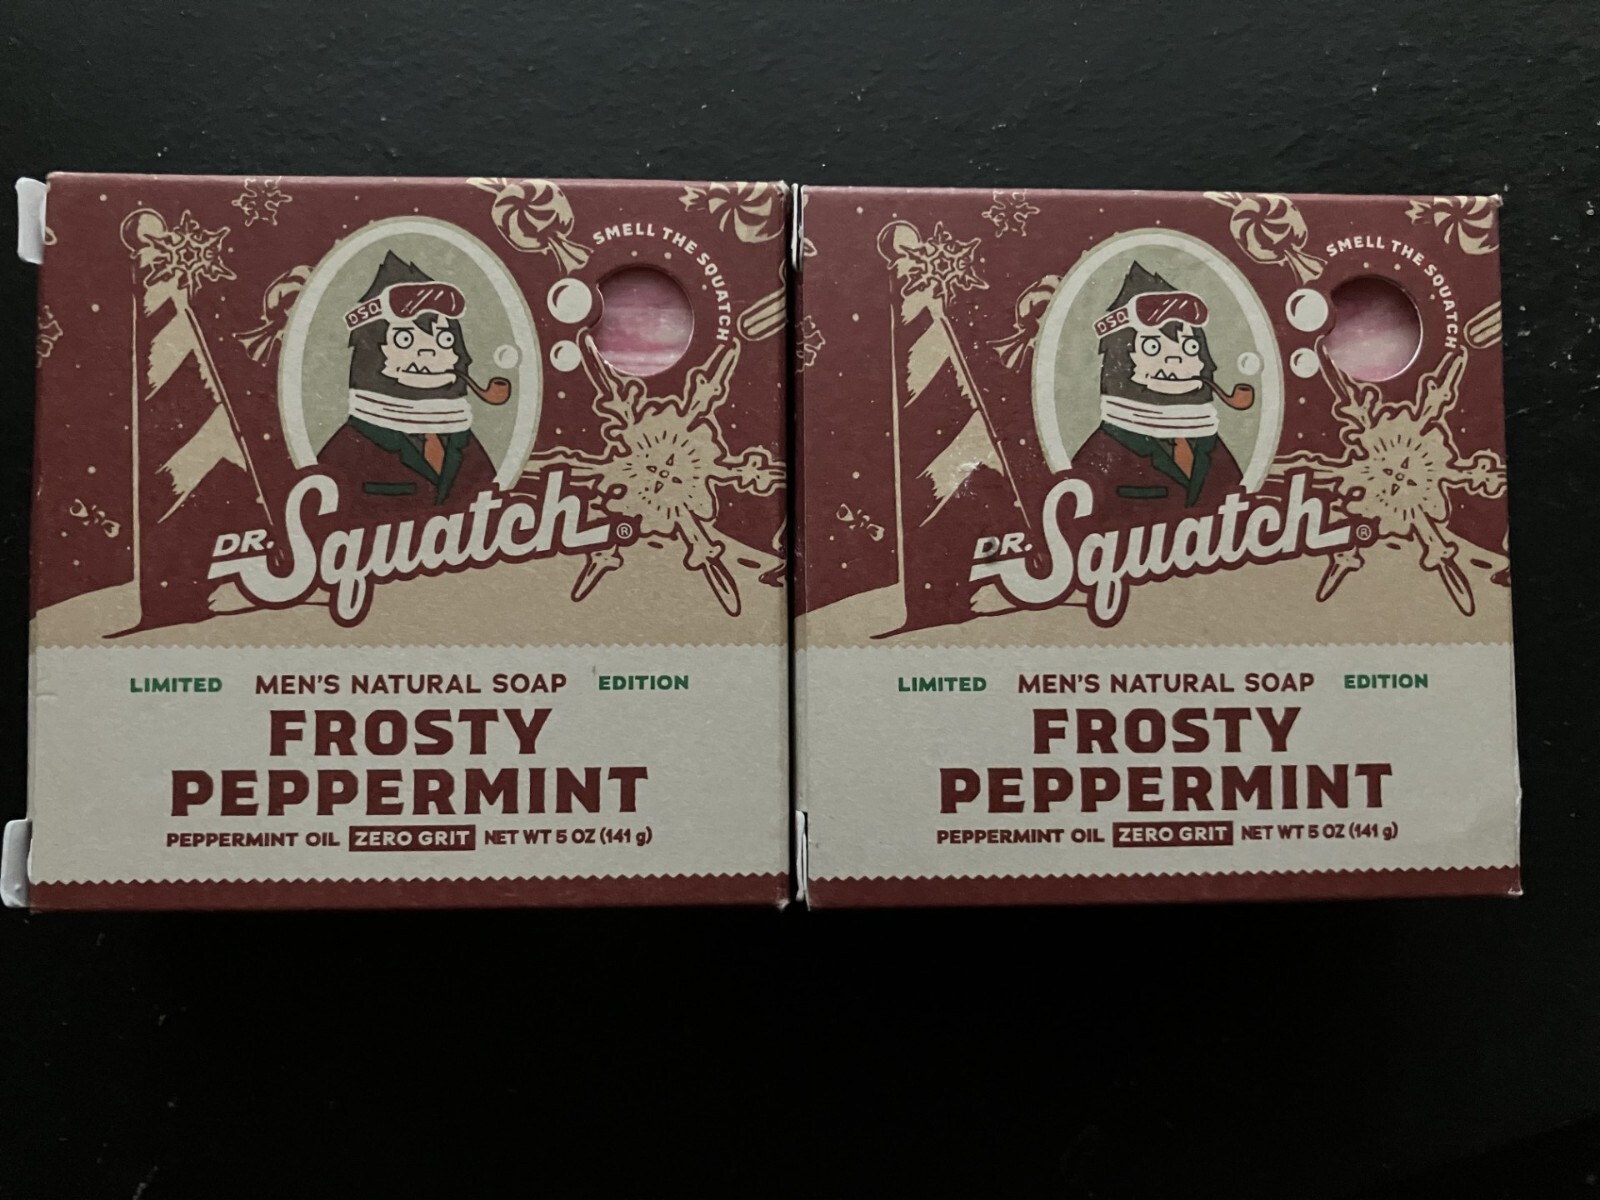 SMELL THE SQUATCH
DSQ
DR. Squatch®
LIMITED MEN'S NATURAL SOAP EDITION
FROSTY
PEPPERMINT
PEPPERMINT OIL ZERO GRIT NET WT 5 OZ (141 g)
SMELL THE SQUATCH
DSQ
DR. Squatch®
LIMITED MEN'S NATURAL SOAP EDITION
FROSTY
PEPPERMINT
PEPPERMINT OIL ZERO GRIT NET WT 5 OZ (141 g)